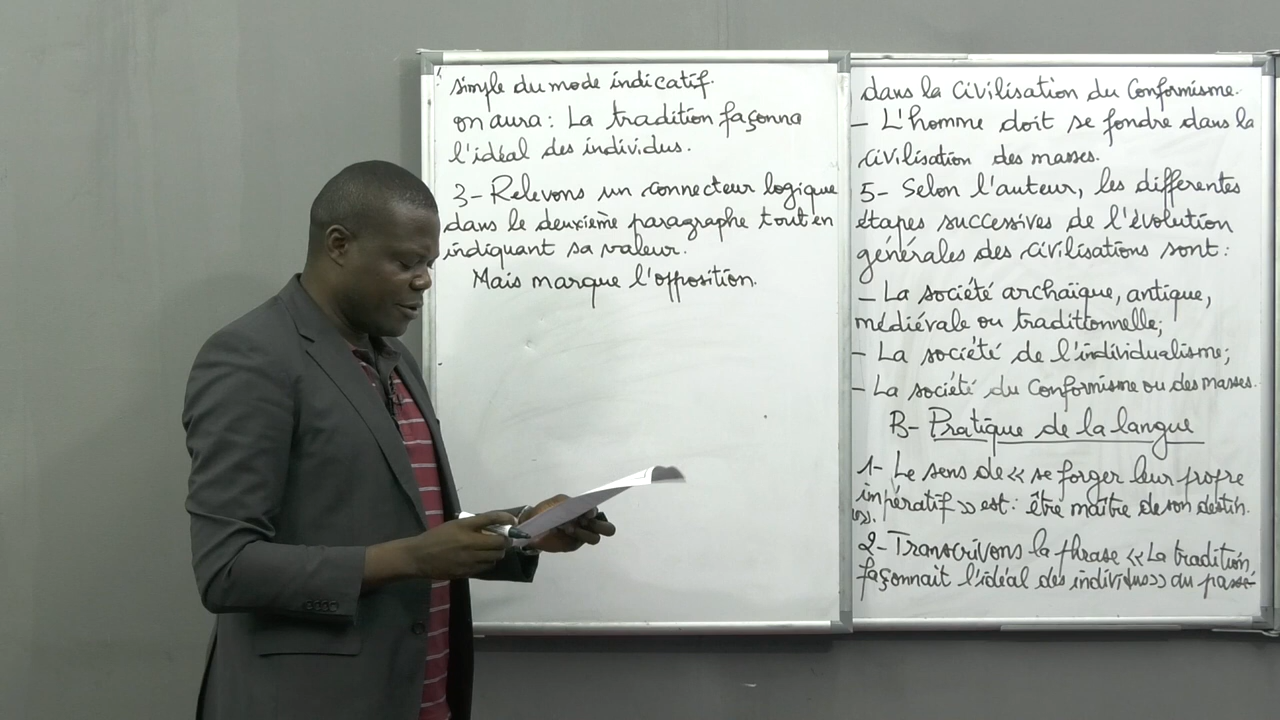 simple du mode indicatif.
on aura : La tradition façonna
l'idéal des individus.
3- Relevons un connecteur logique
dans le deuxième paragraphe tout en
indiquant sa valeur.
Mais marque l'opposition.
dans la civilisation du Conformisme.
- L'homme doit se fondre dans la
civilisation des masses.
5- Selon l'auteur, les différentes
étapes successives de l'évolution
générales des civilisations sont :
- La société archaïque, antique,
médiévale ou traditionnelle;
- La société de l'individualisme;
- La société du Conformisme ou des masses.
B- Pratique de la langue
1- Le sens de « se forger leur propre
impératif » est : être maître de son destin.
2- Transcrivons la phrase « La tradition
façonnait l'idéal des individus » au passé